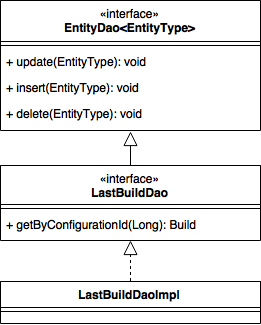 «interface»
EntityDao<EntityType>
+ update(EntityType): void
+ insert(EntityType): void
+ delete(EntityType): void
«interface»
LastBuildDao
+ getByConfigurationId(Long): Build
LastBuildDaoImpl